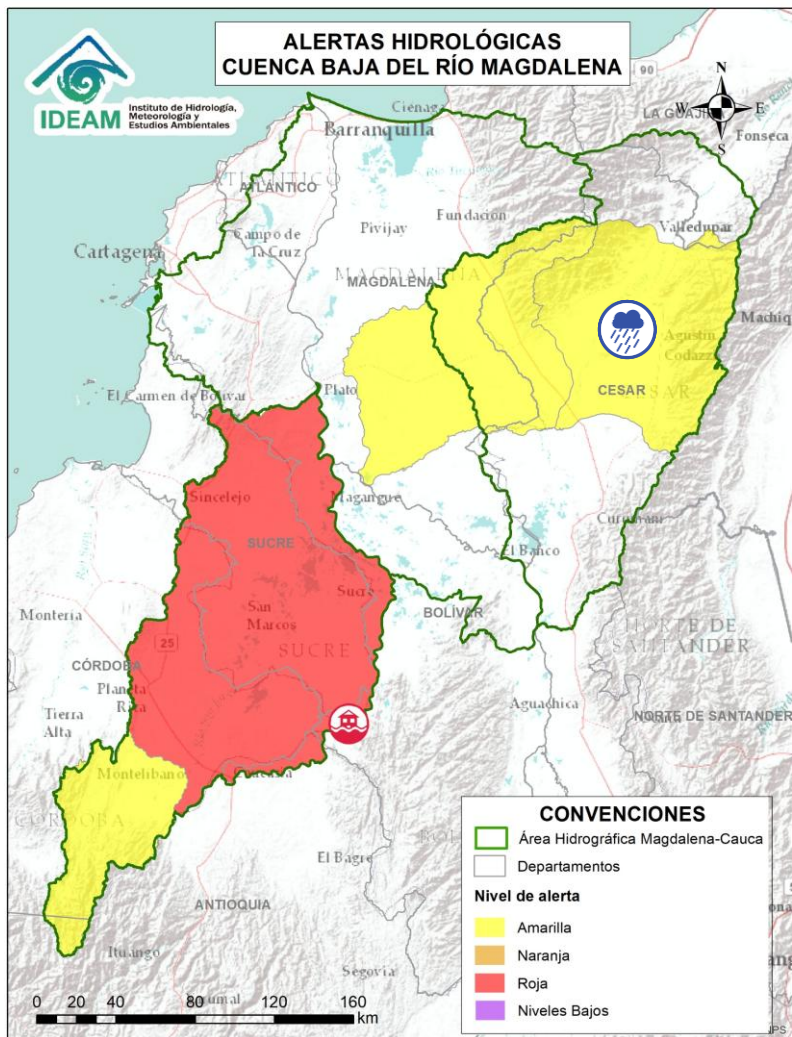 ALERTAS HIDROLÓGICAS
CUENCA BAJA DEL RÍO MAGDALENA
IDEAM
Instituto de Hidrología,
Meteorología y
Estudios Ambientales
N
W
E
S
90
Ciénaga
LA GUAJIRA
Barranquilla
Fonseca
ATLÁNTICO
ATLÁNTICO
Fundación
Pivijay
Campo de
la Cruz
Valledupar
Cartagena
MAGDALENA
MAGDALENA
Agustín
Codazzi
CESAR
CESAR
Plato
El Carmen de Bolívar
Sincelejo
Magangué
Curumaní
SUCRE
El Banco
Sucre
BOLÍVAR
San
Marcos
Montería
NORTE DE
SANTANDER
SUCRE
25
CÓRDOBA
Planeta
Rica
Aguachica
Tierra
Alta
NORTE DE SANTANDER
Montelíbano
Caucasia
CÓRDOBA
El Bagre
ANTIOQUIA
Ituango
Segovia
CONVENCIONES
Área Hidrográfica Magdalena-Cauca
Departamentos
Nivel de alerta
Amarilla
Naranja
Roja
Niveles Bajos
0 20 40 80 120 160
km